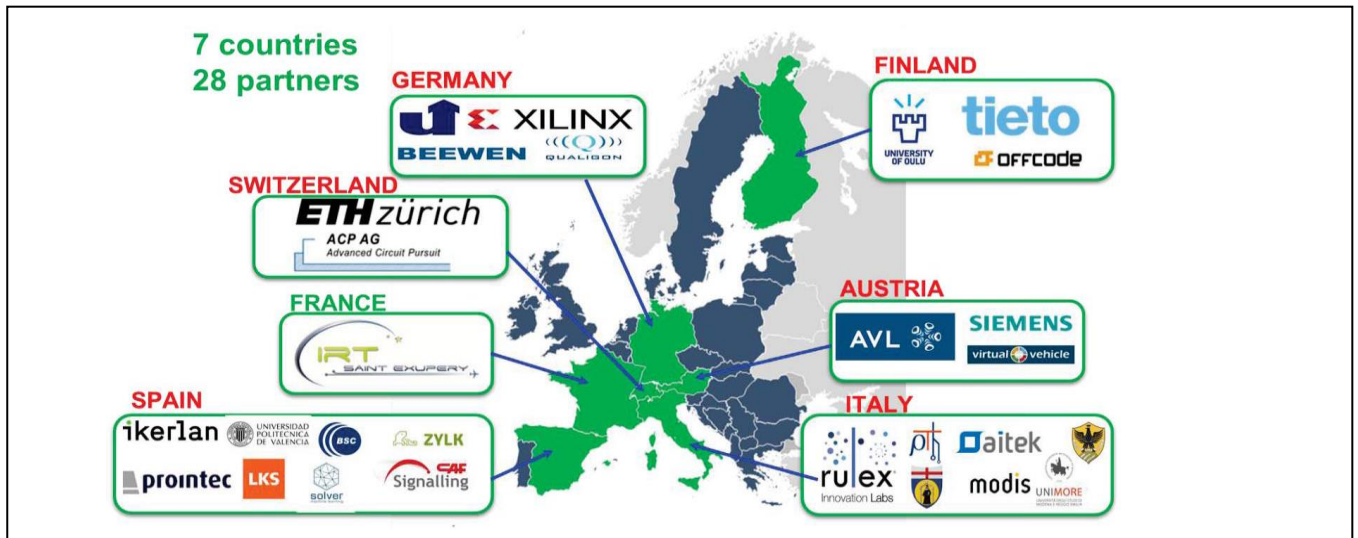 7 countries
28 partners
GERMANY
XILINX
BEEWEN
QUALIGON
FINLAND
UNIVERSITY
OF OULU
tieto
OFFCODE
SWITZERLAND
ETH zürich
ACP AG
Advanced Circuit Pursuit
FRANCE
IRT
SAINT EXUPERY
AUSTRIA
AVL
SIEMENS
virtual vehicle
SPAIN
ikerlan
UNIVERSIDAD
POLITECNICA
DE VALENCIA
BSC
ZYLK
prointec
LKS
solver
CAF
Signalling
ITALY
rulex
Innovation Labs
aitek
modis
UNIMORE